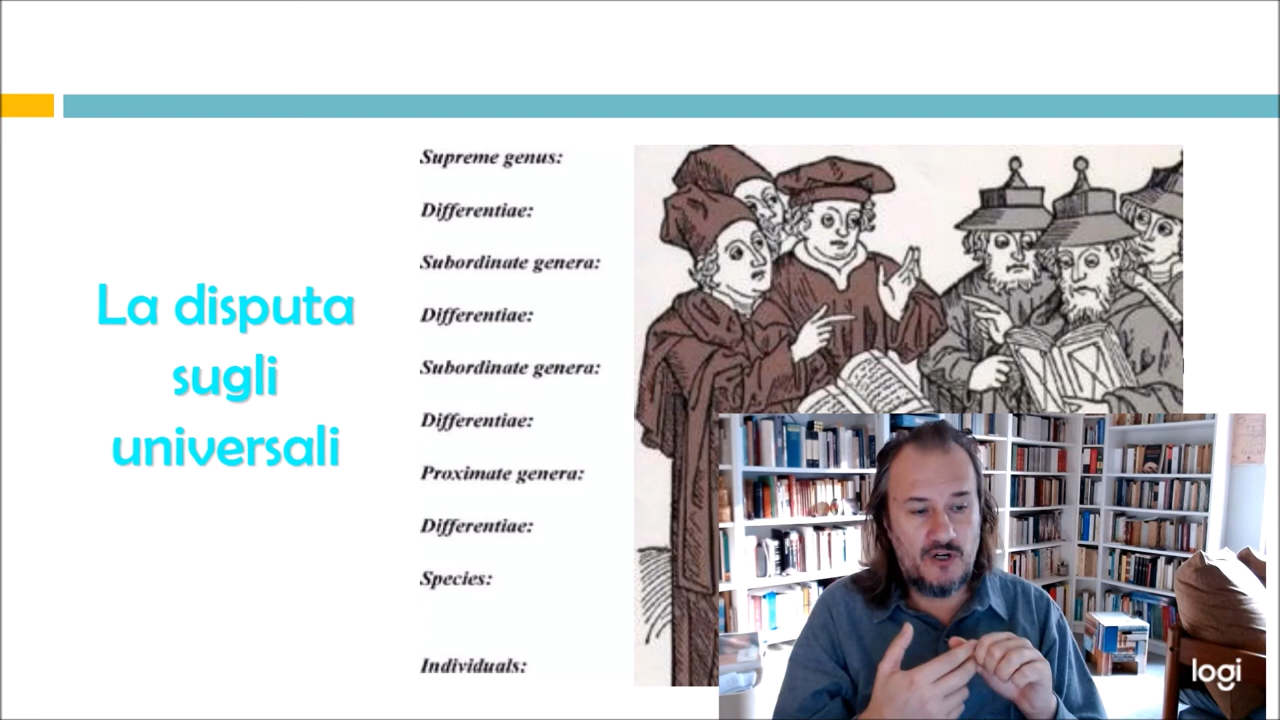 La disputa
sugli
universali
Supreme genus:
Differentiae:
Subordinate genera:
Differentiae:
Subordinate genera:
Differentiae:
Proximate genera:
Differentiae:
Species:
Individuals:
logi